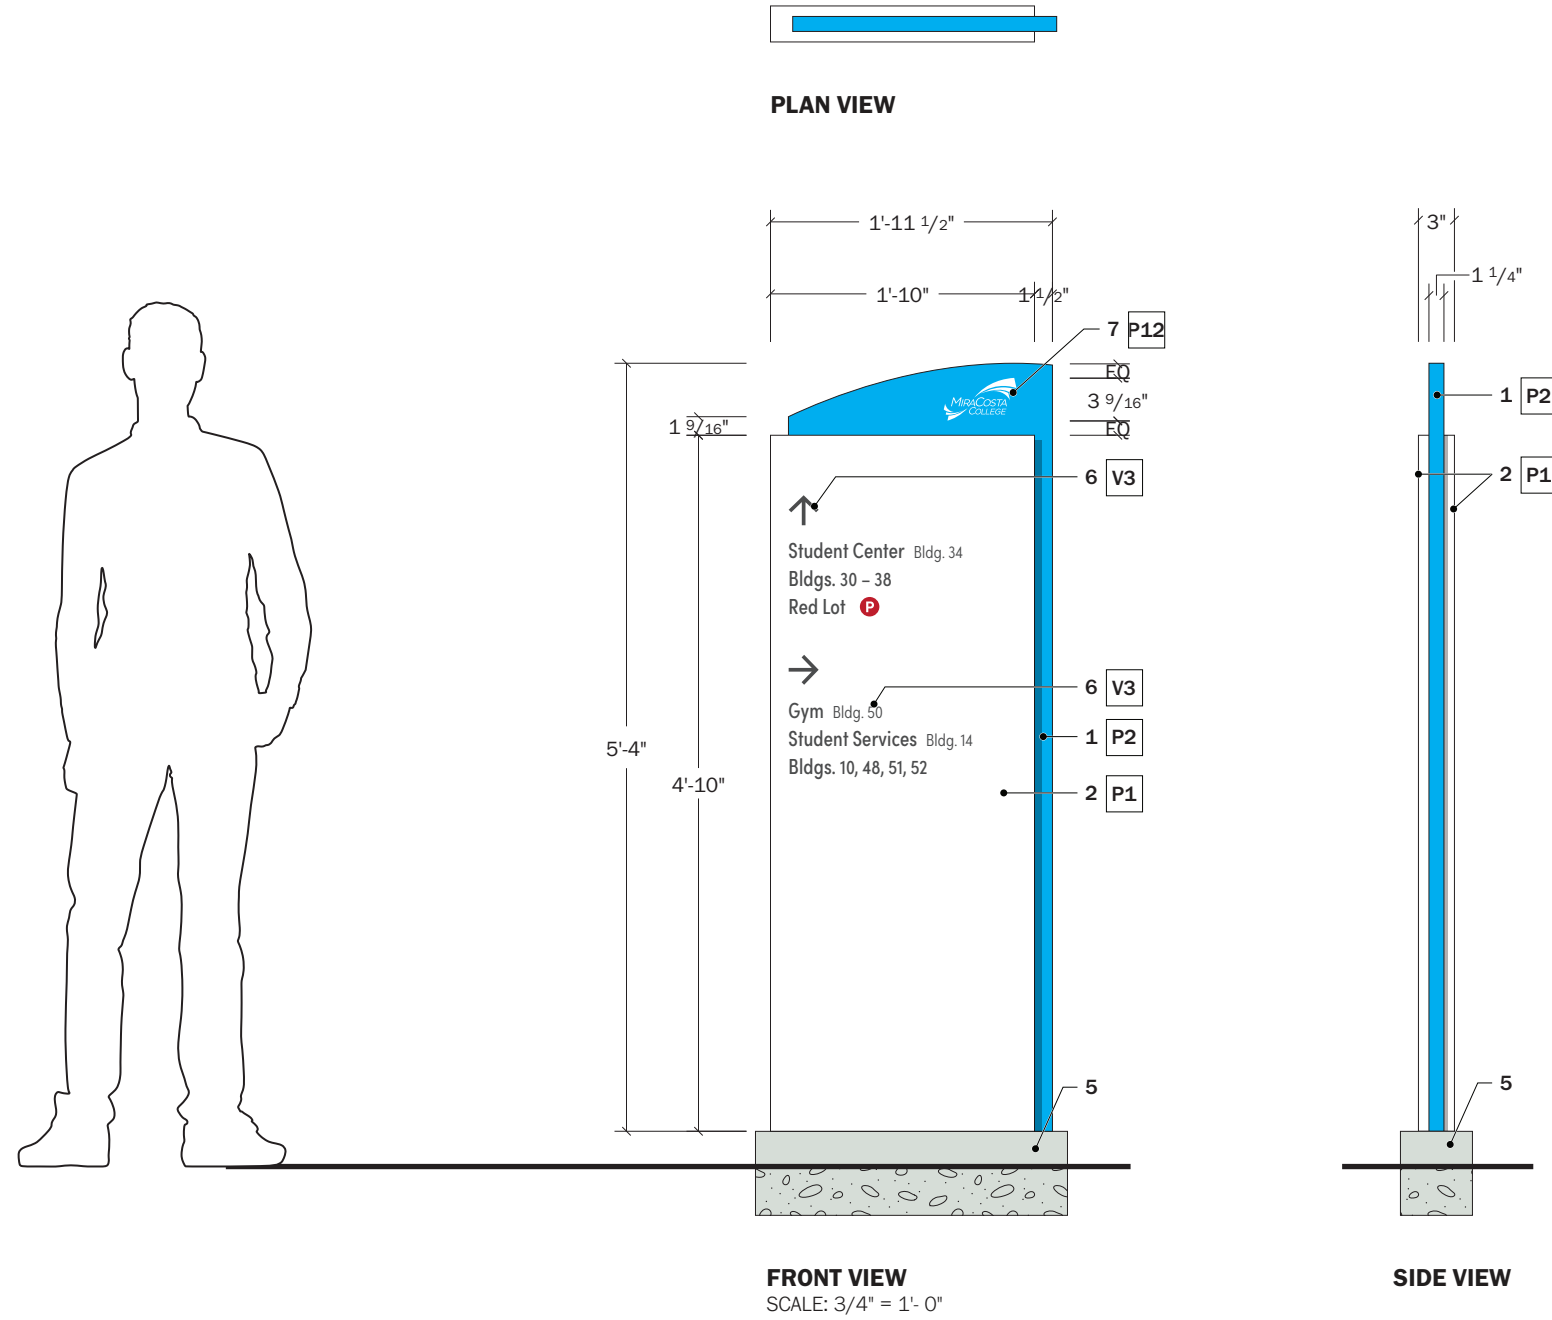 PLAN VIEW
1'-11 1/2"
3"
1 1/4"
1'-10"
1 1/2"
7 P12
EQ
3 9/16"
EQ
1 9/16"
MIRACOSTA
COLLEGE
1 P2
2 P1
6 V3
Student Center Bldg. 34
Bldgs. 30 – 38
Red Lot P
6 V3
Gym Bldg. 50
Student Services Bldg. 14
Bldgs. 10, 48, 51, 52
1 P2
2 P1
5'-4"
4'-10"
5
5
FRONT VIEW
SCALE: 3/4" = 1'- 0"
SIDE VIEW